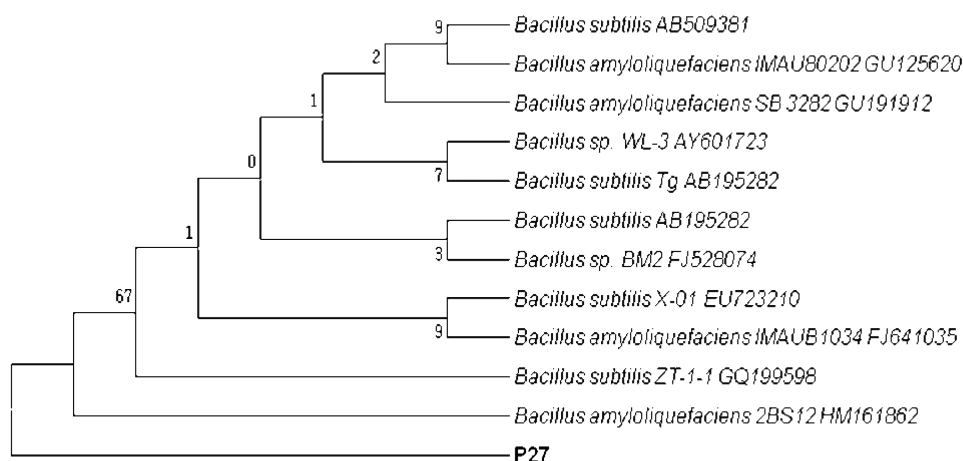 9 Bacillus subtilis AB509381
2
Bacillus amyloliquefaciens IMAU80202 GU125620
1
Bacillus amyloliquefaciens SB 3282 GU191912
Bacillus sp. WL-3 AY601723
0
7 Bacillus subtilis Tg AB195282
Bacillus subtilis AB195282
1
3 Bacillus sp. BM2 FJ528074
67 Bacillus subtilis X-01 EU723210
9 Bacillus amyloliquefaciens IMAUB1034 FJ641035
Bacillus subtilis ZT-1-1 GQ199598
Bacillus amyloliquefaciens 2BS12 HM161862
P27